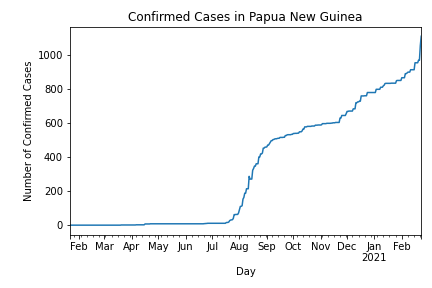 Confirmed Cases in Papua New Guinea
Number of Confirmed Cases
1000
800
600
400
200
0
Feb Mar Apr May Jun Jul Aug Sep Oct Nov Dec Jan Feb
2021
Day